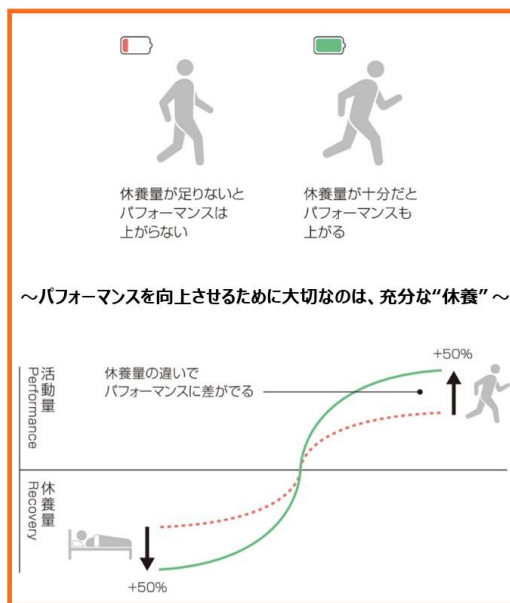 休養量が足りないと
パフォーマンスは
上がらない
休養量が十分だと
パフォーマンスも
上がる
～パフォーマンスを向上させるために大切なのは、充分な“休養”～
活動量
Performance
休養量の違いで
パフォーマンスに差がでる
+50%
休養量
Recovery
+50%